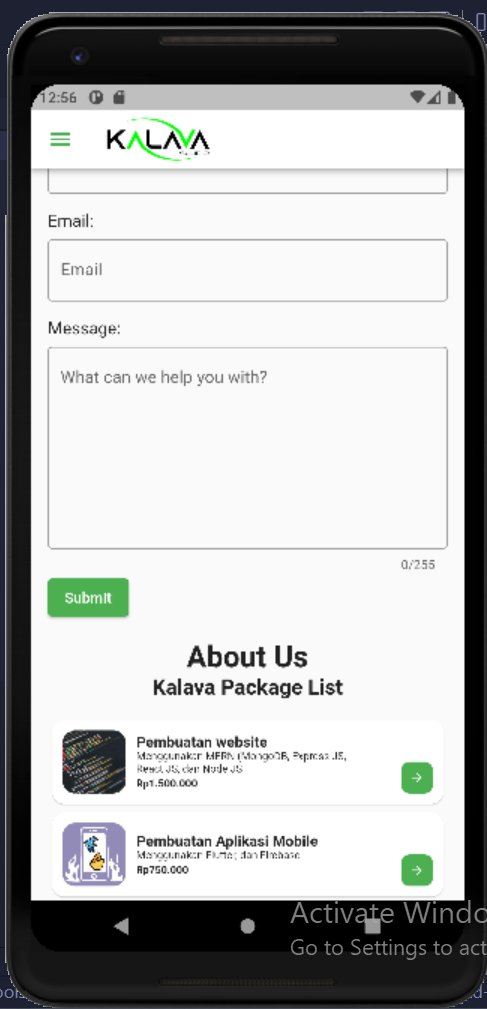 12:56
KALAVA
Email:
Email
Message:
What can we help you with?
0/255
Submit
About Us
Kalava Package List
Pembuatan website
Menggunakan MERN (MongoDB, Express JS,
React JS, dan Node JS
Rp1.500.000
Pembuatan Aplikasi Mobile
Menggunakan Flutter, dan Firebase
Rp750.000
Activate Windo
Go to Settings to act